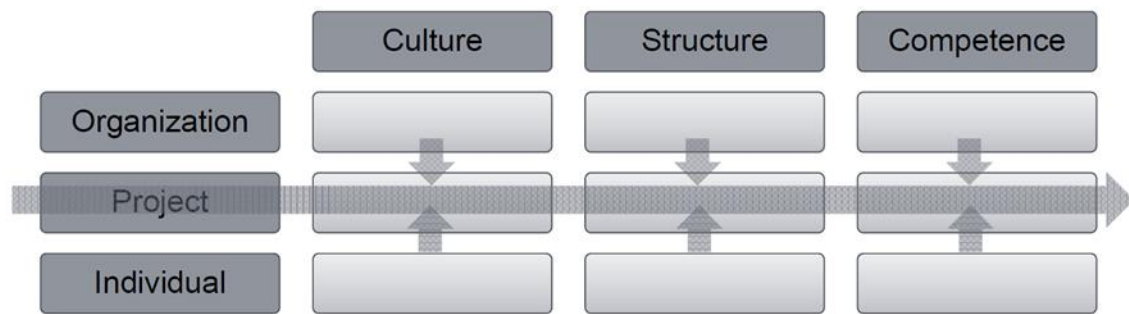 Culture
Structure
Competence
Organization
Project
Individual